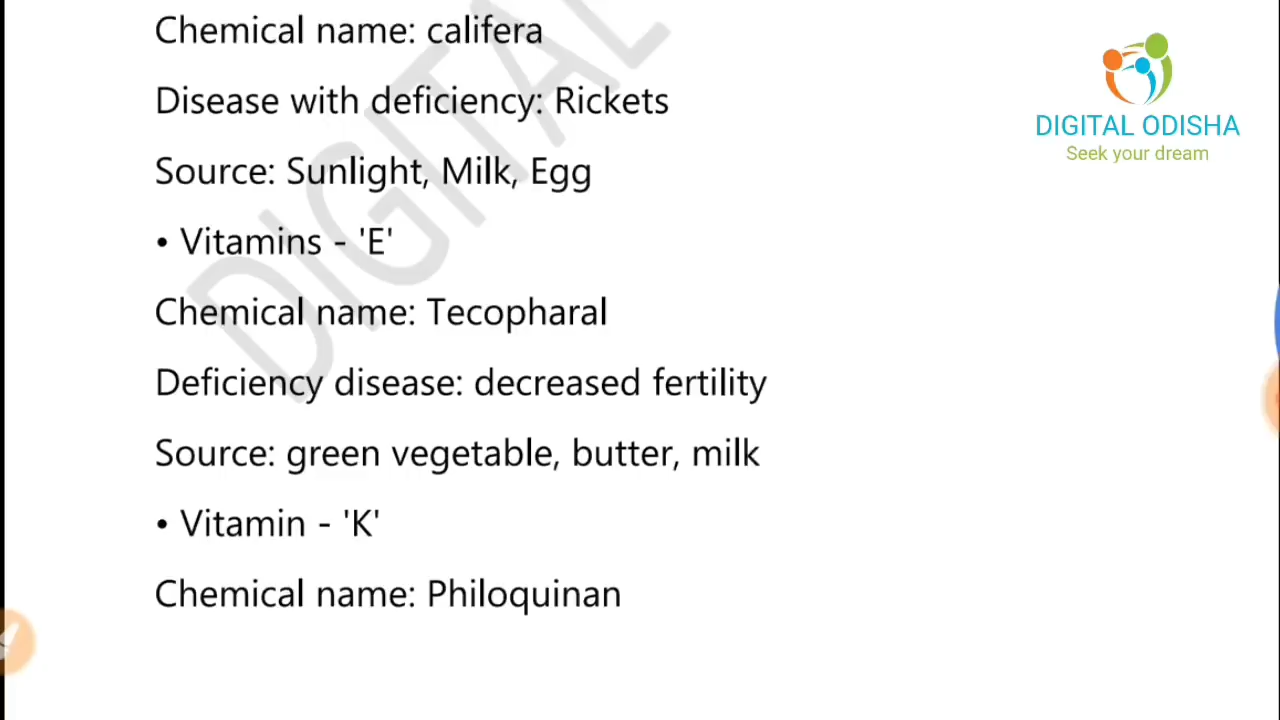 Chemical name: califera
Disease with deficiency: Rickets
Source: Sunlight, Milk, Egg
• Vitamins - 'E'
Chemical name: Tecopharal
Deficiency disease: decreased fertility
Source: green vegetable, butter, milk
• Vitamin - 'K'
Chemical name: Philoquinan
DIGITAL ODISHA
Seek your dream
DIGITAL